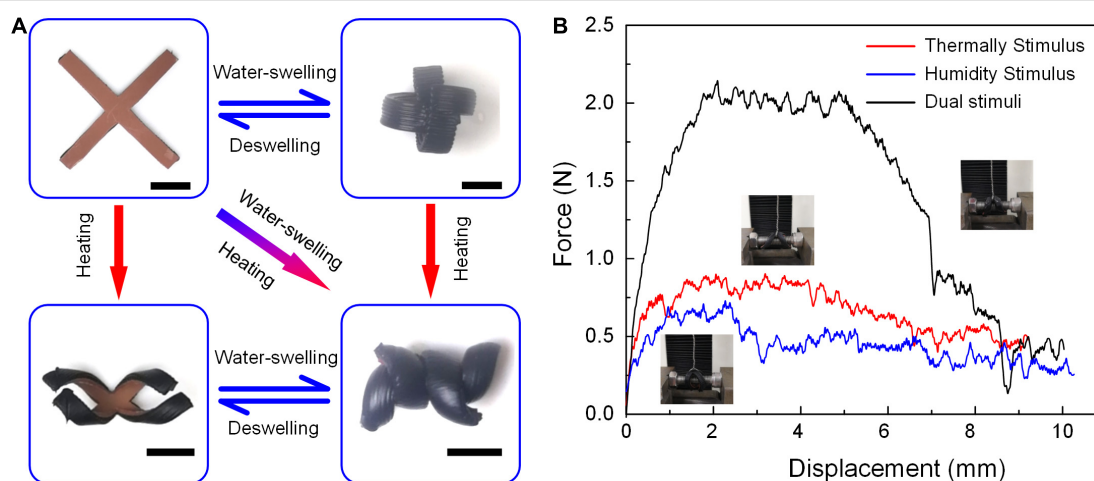 A
Water-swelling
Deswelling
Heating
Water-swelling
Heating
Heating
Water-swelling
Deswelling
B
2.5
2.0
1.5
1.0
0.5
0.0
Force (N)
Thermally Stimulus
Humidity Stimulus
Dual stimuli
0 2 4 6 8 10
Displacement (mm)